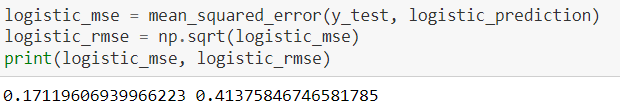 logistic_mse = mean_squared_error(y_test, logistic_prediction)
logistic_rmse = np.sqrt(logistic_mse)
print(logistic_mse, logistic_rmse)
0.17119606939966223 0.41375846746581785